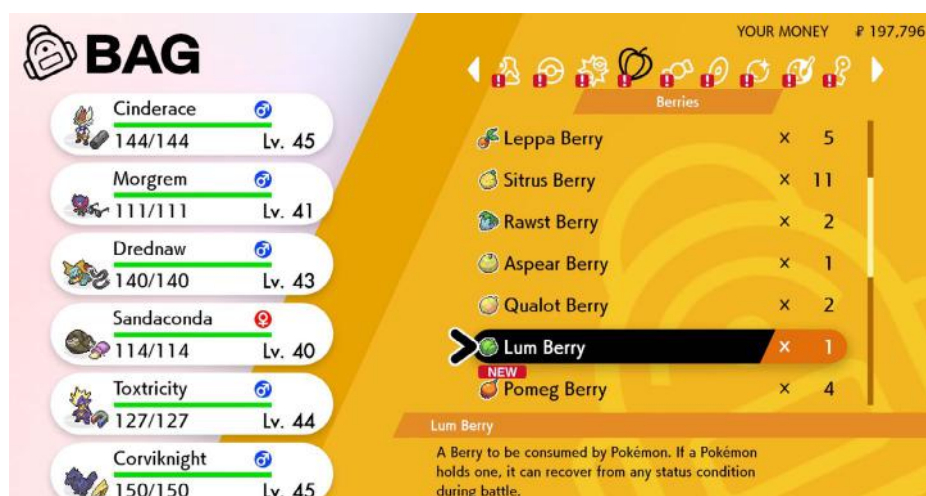 BAG
YOUR MONEY ₽ 197,796
Berries
Cinderace ♂
144/144 Lv. 45
Morgrem ♂
111/111 Lv. 41
Drednaw ♂
140/140 Lv. 43
Sandaconda ♀
114/114 Lv. 40
Toxtricity ♂
127/127 Lv. 44
Corviknight ♂
150/150 Lv. 45
Leppa Berry × 5
Sitrus Berry × 11
Rawst Berry × 2
Aspear Berry × 1
Qualot Berry × 2
Lum Berry × 1
NEW
Pomeg Berry × 4
Lum Berry
A Berry to be consumed by Pokémon. If a Pokémon
holds one, it can recover from any status condition
during battle.